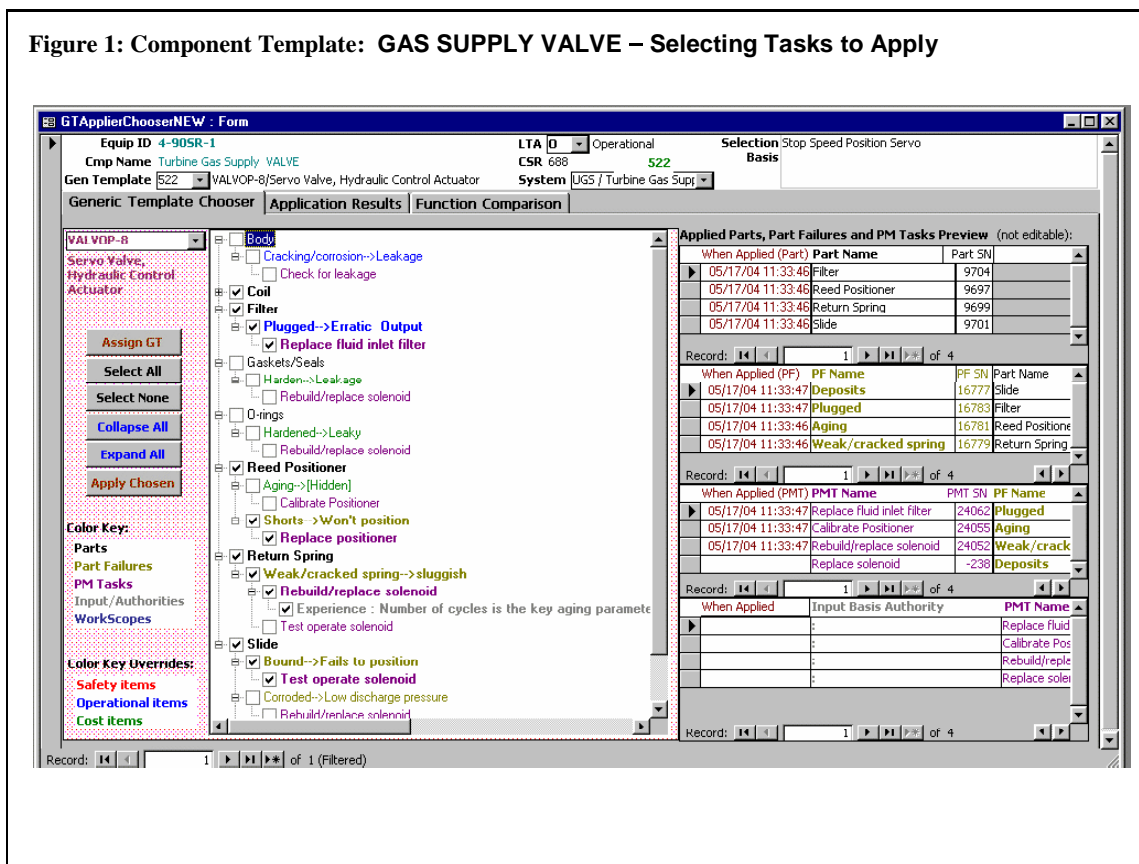 Figure 1: Component Template: GAS SUPPLY VALVE – Selecting Tasks to Apply
GTApplierChooserNEW : Form
Equip ID 4-90SR-1
LTA O Operational
Selection Basis Stop Speed Position Servo
Cmp Name Turbine Gas Supply VALVE
CSR 688 522
Gen Template 522 VALVOP-8/Servo Valve, Hydraulic Control Actuator
System UGS / Turbine Gas Supp
Generic Template Chooser Application Results Function Comparison
VALVOP-8
Servo Valve,
Hydraulic Control
Actuator
Assign GT
Select All
Select None
Collapse All
Expand All
Apply Chosen
Color Key:
Parts
Part Failures
PM Tasks
Input/Authorities
WorkScopes
Color Key Overrides:
Safety items
Operational items
Cost items
Body
Cracking/corrosion-->Leakage
Check for leakage
Coil
Filter
Plugged-->Erratic Output
Replace fluid inlet filter
Gaskets/Seals
Harden-->Leakage
Rebuild/replace solenoid
O-rings
Hardened-->Leaky
Rebuild/replace solenoid
Reed Positioner
Aging-->[Hidden]
Calibrate Positioner
Shorts-->Won't position
Replace positioner
Return Spring
Weak/cracked spring-->sluggish
Rebuild/replace solenoid
Experience : Number of cycles is the key aging paramete
Test operate solenoid
Slide
Bound-->Fails to position
Test operate solenoid
Corroded-->Low discharge pressure
Rebuild/replace solenoid
Applied Parts, Part Failures and PM Tasks Preview (not editable):
When Applied (Part) Part Name Part SN
05/17/04 11:33:46 Filter 9704
05/17/04 11:33:46 Reed Positioner 9697
05/17/04 11:33:46 Return Spring 9699
05/17/04 11:33:46 Slide 9701
Record: 1 of 4
When Applied (PF) PF Name PF SN Part Name
05/17/04 11:33:47 Deposits 16777 Slide
05/17/04 11:33:47 Plugged 16783 Filter
05/17/04 11:33:46 Aging 16781 Reed Positione
05/17/04 11:33:46 Weak/cracked spring 16779 Return Spring
Record: 1 of 4
When Applied (PMT) PMT Name PMT SN PF Name
05/17/04 11:33:47 Replace fluid inlet filter 24062 Plugged
05/17/04 11:33:47 Calibrate Positioner 24055 Aging
05/17/04 11:33:47 Rebuild/replace solenoid 24052 Weak/crack
Replace solenoid -238 Deposits
Record: 1 of 4
When Applied Input Basis Authority PMT Name
: Replace fluid
: Calibrate Pos
: Rebuild/repla
: Replace solen
Record: 1 of 4
Record: 1 of 1 (Filtered)